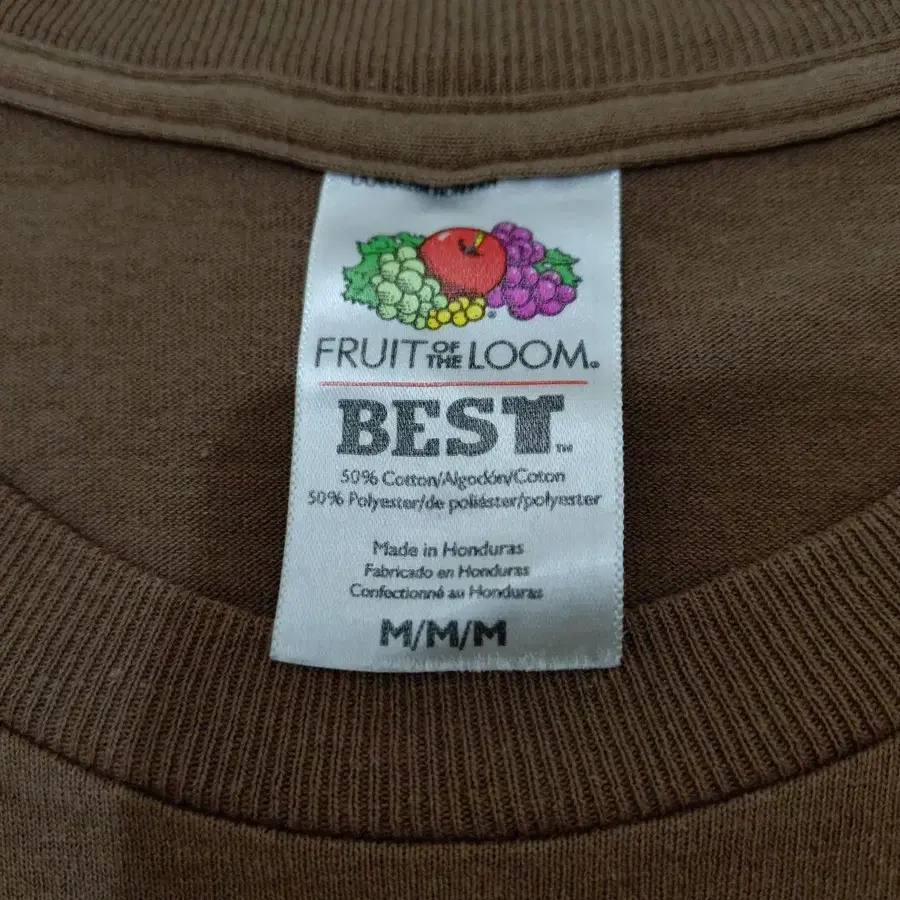 FRUIT OF THE LOOM®
BEST™
50% Cotton/Algodón/Coton
50% Polyester/de poliéster/polyester
Made in Honduras
Fabricado en Honduras
Confectionné au Honduras
M/M/M